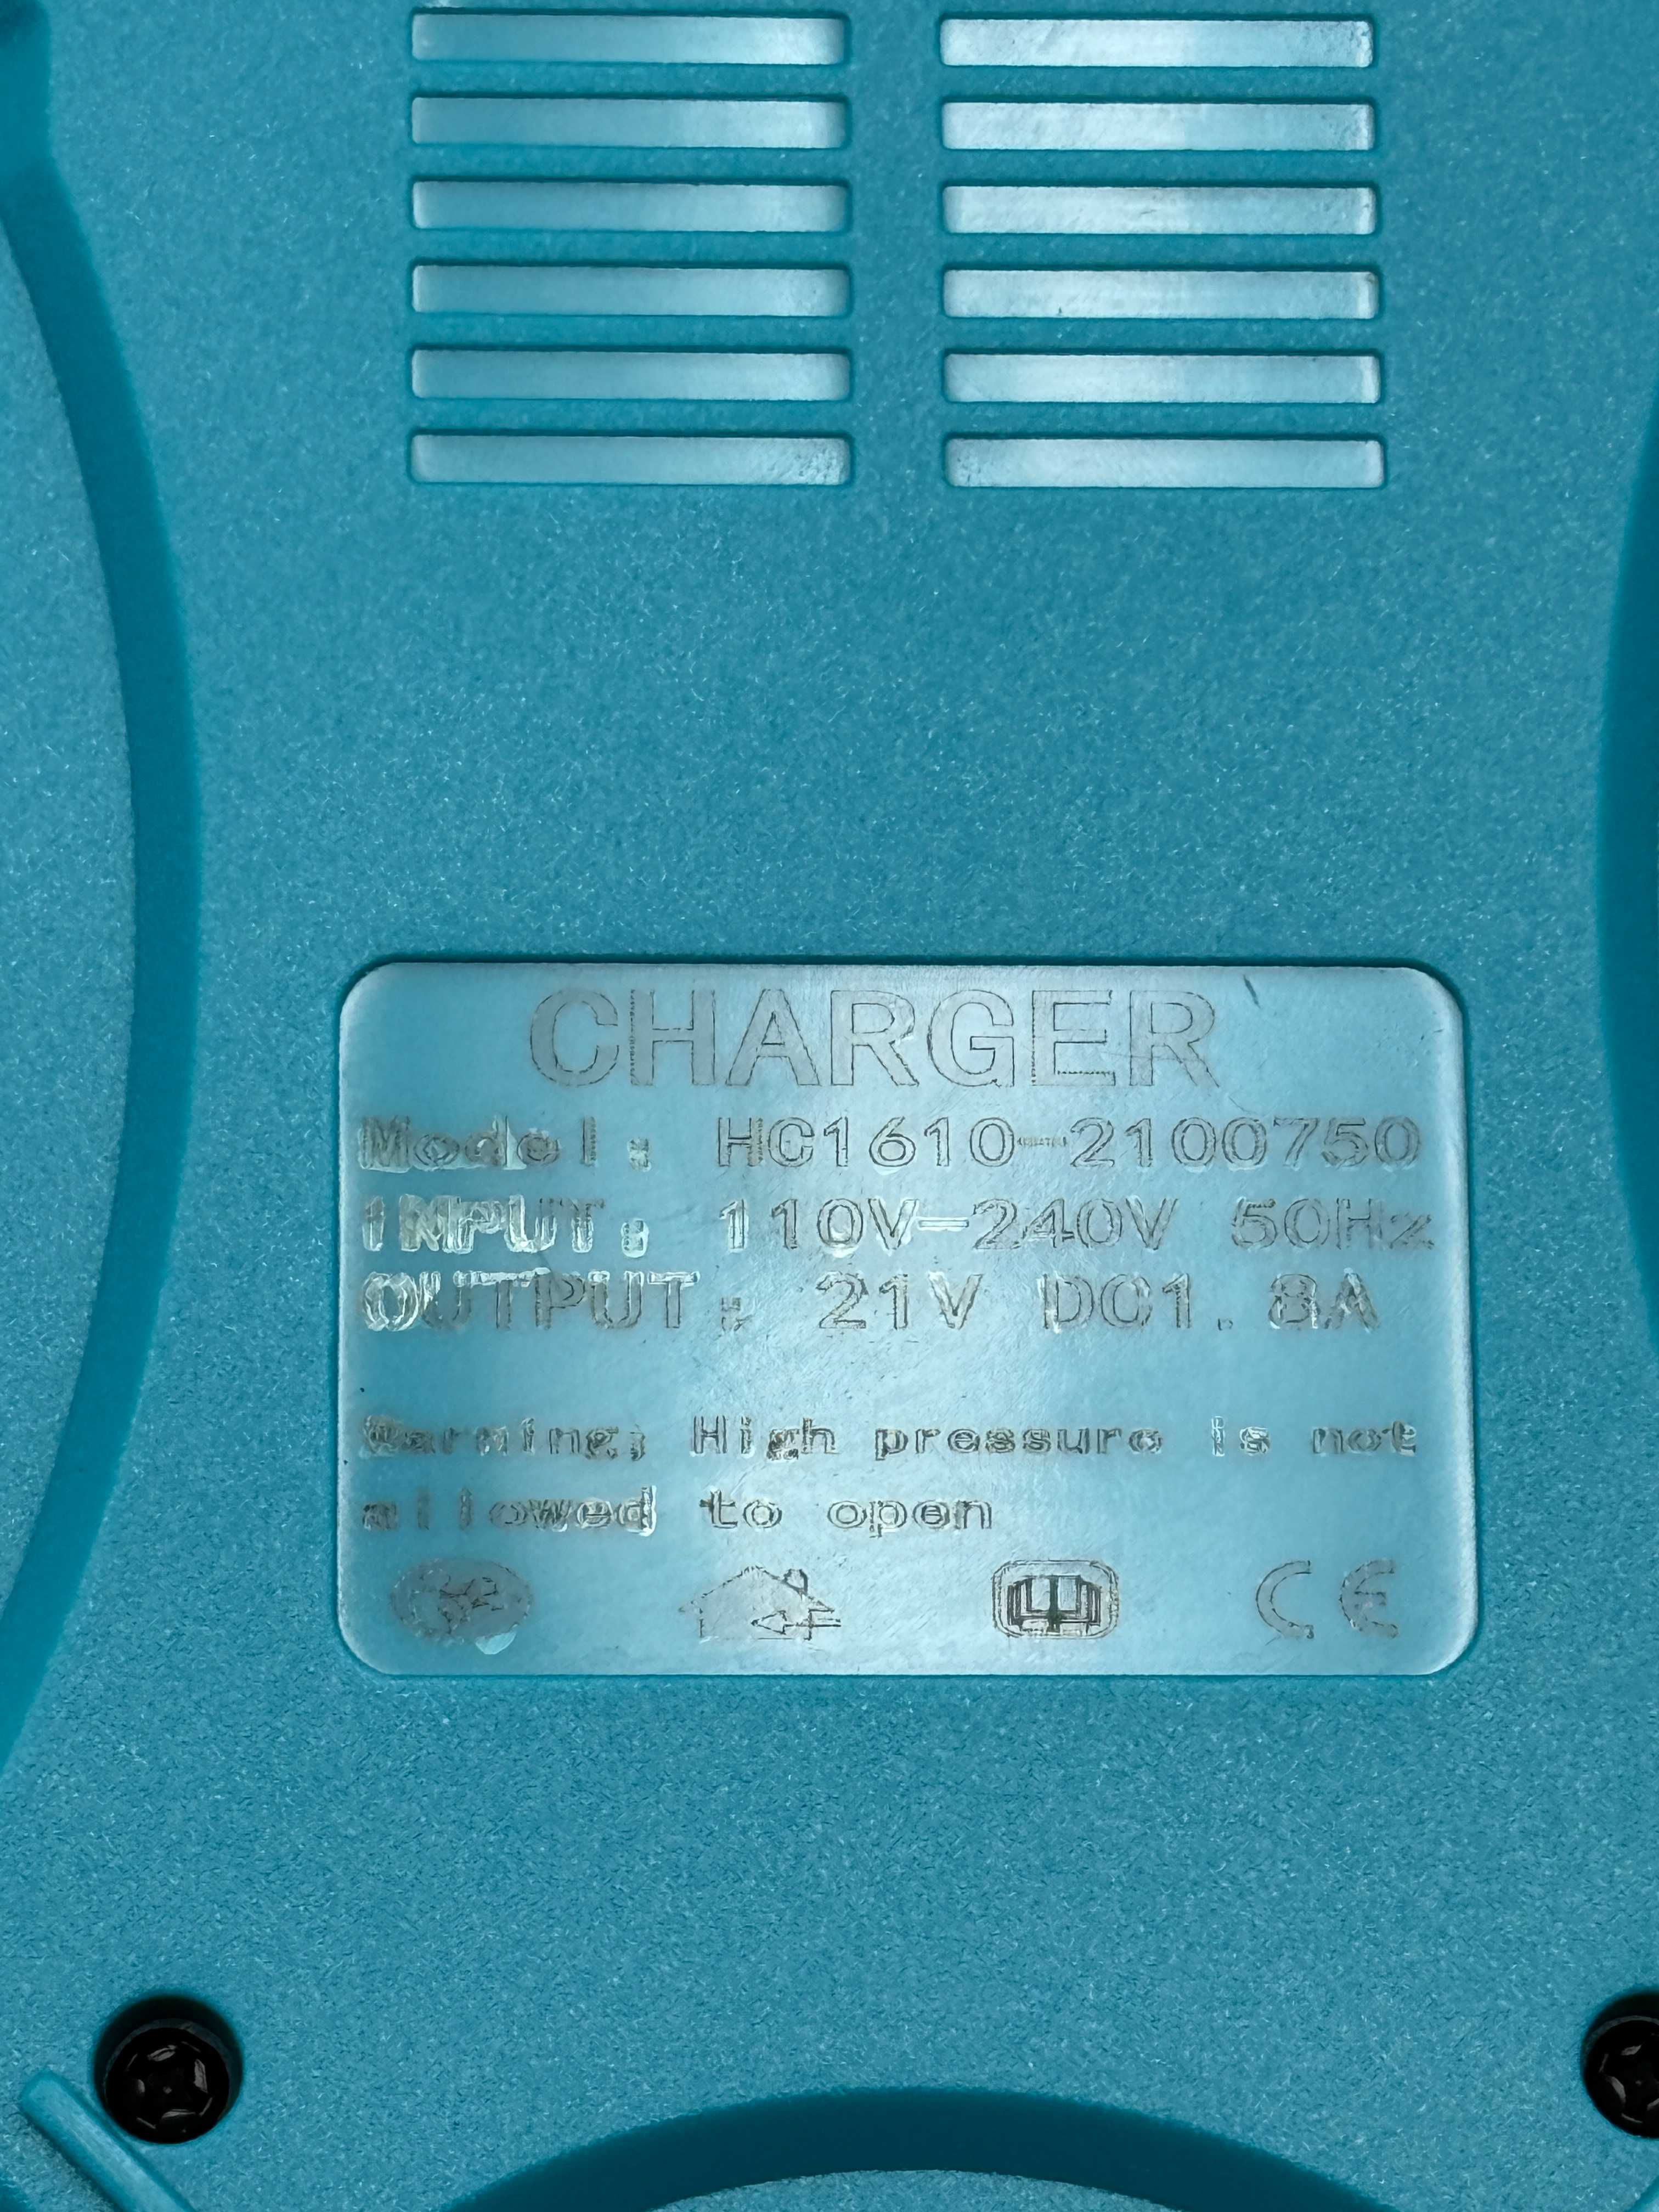 CHARGER
Model: HC1610-2100750
INPUT: 110V-240V 50Hz
OUTPUT: 21V DC1.8A
Warning; High pressure is not
allowed to open
CE